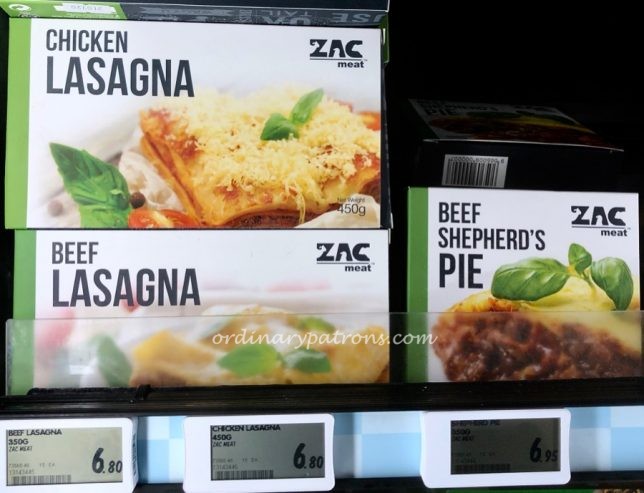 CHICKEN
LASAGNA
ZAC
meat
Net Weight
450g
BEEF
LASAGNA
ZAC
meat
BEEF
SHEPHERD'S
PIE
ZAC
meat
ordinarypatrons.com
BEEF LASAGNA
350G
ZAC MEAT
6.80
CHICKEN LASAGNA
450G
ZAC MEAT
13143445
6.80
SHEPHERD PIE
350G
ZAC MEAT
6.95